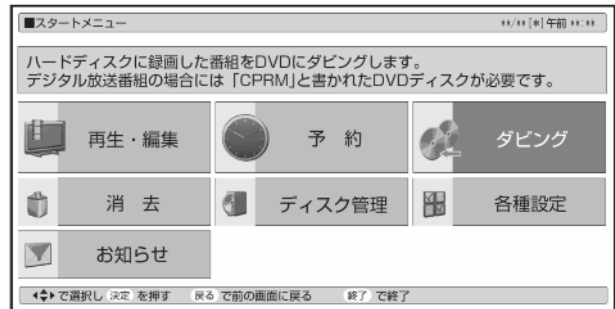 ■スタートメニュー
**/**[*]午前**:**
ハードディスクに録画した番組をDVDにダビングします。
デジタル放送番組の場合には「CPRM」と書かれたDVDディスクが必要です。
再生・編集
予 約
ダビング
消 去
ディスク管理
各種設定
お知らせ
で選択し 決定 を押す 戻る で前の画面に戻る 終了 で終了